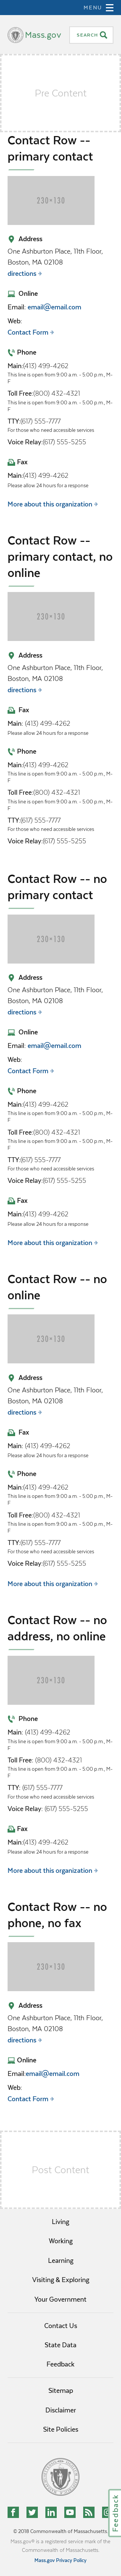 MENU
Mass.gov
SEARCH
Pre Content
Contact Row --
primary contact
230×130
Address
One Ashburton Place, 11th Floor,
Boston, MA 02108
directions
Online
Email: email@email.com
Web:
Contact Form
Phone
Main:(413) 499-4262
This line is open from 9:00 a.m. - 5:00 p.m., M-
F
Toll Free:(800) 432-4321
This line is open from 9:00 a.m. - 5:00 p.m., M-
F
TTY:(617) 555-7777
For those who need accessible services
Voice Relay:(617) 555-5255
Fax
Main:(413) 499-4262
Please allow 24 hours for a response
More about this organization
Contact Row --
primary contact, no
online
230×130
Address
One Ashburton Place, 11th Floor,
Boston, MA 02108
directions
Fax
Main: (413) 499-4262
Please allow 24 hours for a response
Phone
Main:(413) 499-4262
This line is open from 9:00 a.m. - 5:00 p.m., M-
F
Toll Free:(800) 432-4321
This line is open from 9:00 a.m. - 5:00 p.m., M-
F
TTY:(617) 555-7777
For those who need accessible services
Voice Relay:(617) 555-5255
Contact Row -- no
primary contact
230×130
Address
One Ashburton Place, 11th Floor,
Boston, MA 02108
directions
Online
Email: email@email.com
Web:
Contact Form
Phone
Main:(413) 499-4262
This line is open from 9:00 a.m. - 5:00 p.m., M-
F
Toll Free:(800) 432-4321
This line is open from 9:00 a.m. - 5:00 p.m., M-
F
TTY:(617) 555-7777
For those who need accessible services
Voice Relay:(617) 555-5255
Fax
Main:(413) 499-4262
Please allow 24 hours for a response
More about this organization
Contact Row -- no
online
230×130
Address
One Ashburton Place, 11th Floor,
Boston, MA 02108
directions
Fax
Main: (413) 499-4262
Please allow 24 hours for a response
Phone
Main:(413) 499-4262
This line is open from 9:00 a.m. - 5:00 p.m., M-
F
Toll Free:(800) 432-4321
This line is open from 9:00 a.m. - 5:00 p.m., M-
F
TTY:(617) 555-7777
For those who need accessible services
Voice Relay:(617) 555-5255
More about this organization
Contact Row -- no
address, no online
230×130
Phone
Main: (413) 499-4262
This line is open from 9:00 a.m. - 5:00 p.m., M-
F
Toll Free: (800) 432-4321
This line is open from 9:00 a.m. - 5:00 p.m., M-
F
TTY: (617) 555-7777
For those who need accessible services
Voice Relay: (617) 555-5255
Fax
Main:(413) 499-4262
Please allow 24 hours for a response
More about this organization
Contact Row -- no
phone, no fax
230×130
Address
One Ashburton Place, 11th Floor,
Boston, MA 02108
directions
Online
Email:email@email.com
Web:
Contact Form
Post Content
Living
Working
Learning
Visiting & Exploring
Your Government
Contact Us
State Data
Feedback
Sitemap
Disclaimer
Site Policies
Feedback
© 2018 Commonwealth of Massachusetts.
Mass.gov® is a registered service mark of the
Commonwealth of Massachusetts.
Mass.gov Privacy Policy